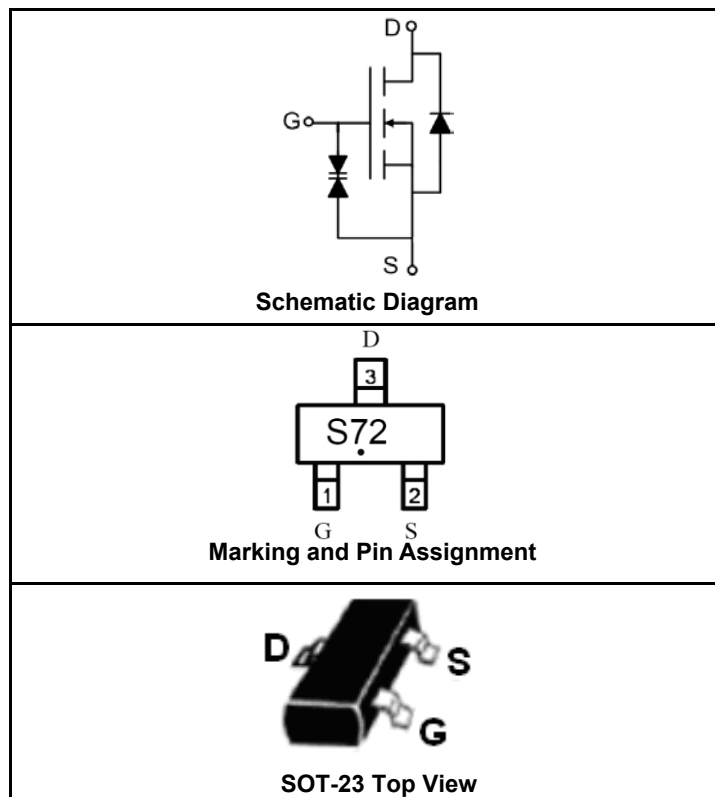 D
G
S
Schematic Diagram
D
3
S72
1 2
G S
Marking and Pin Assignment
D
S
G
SOT-23 Top View